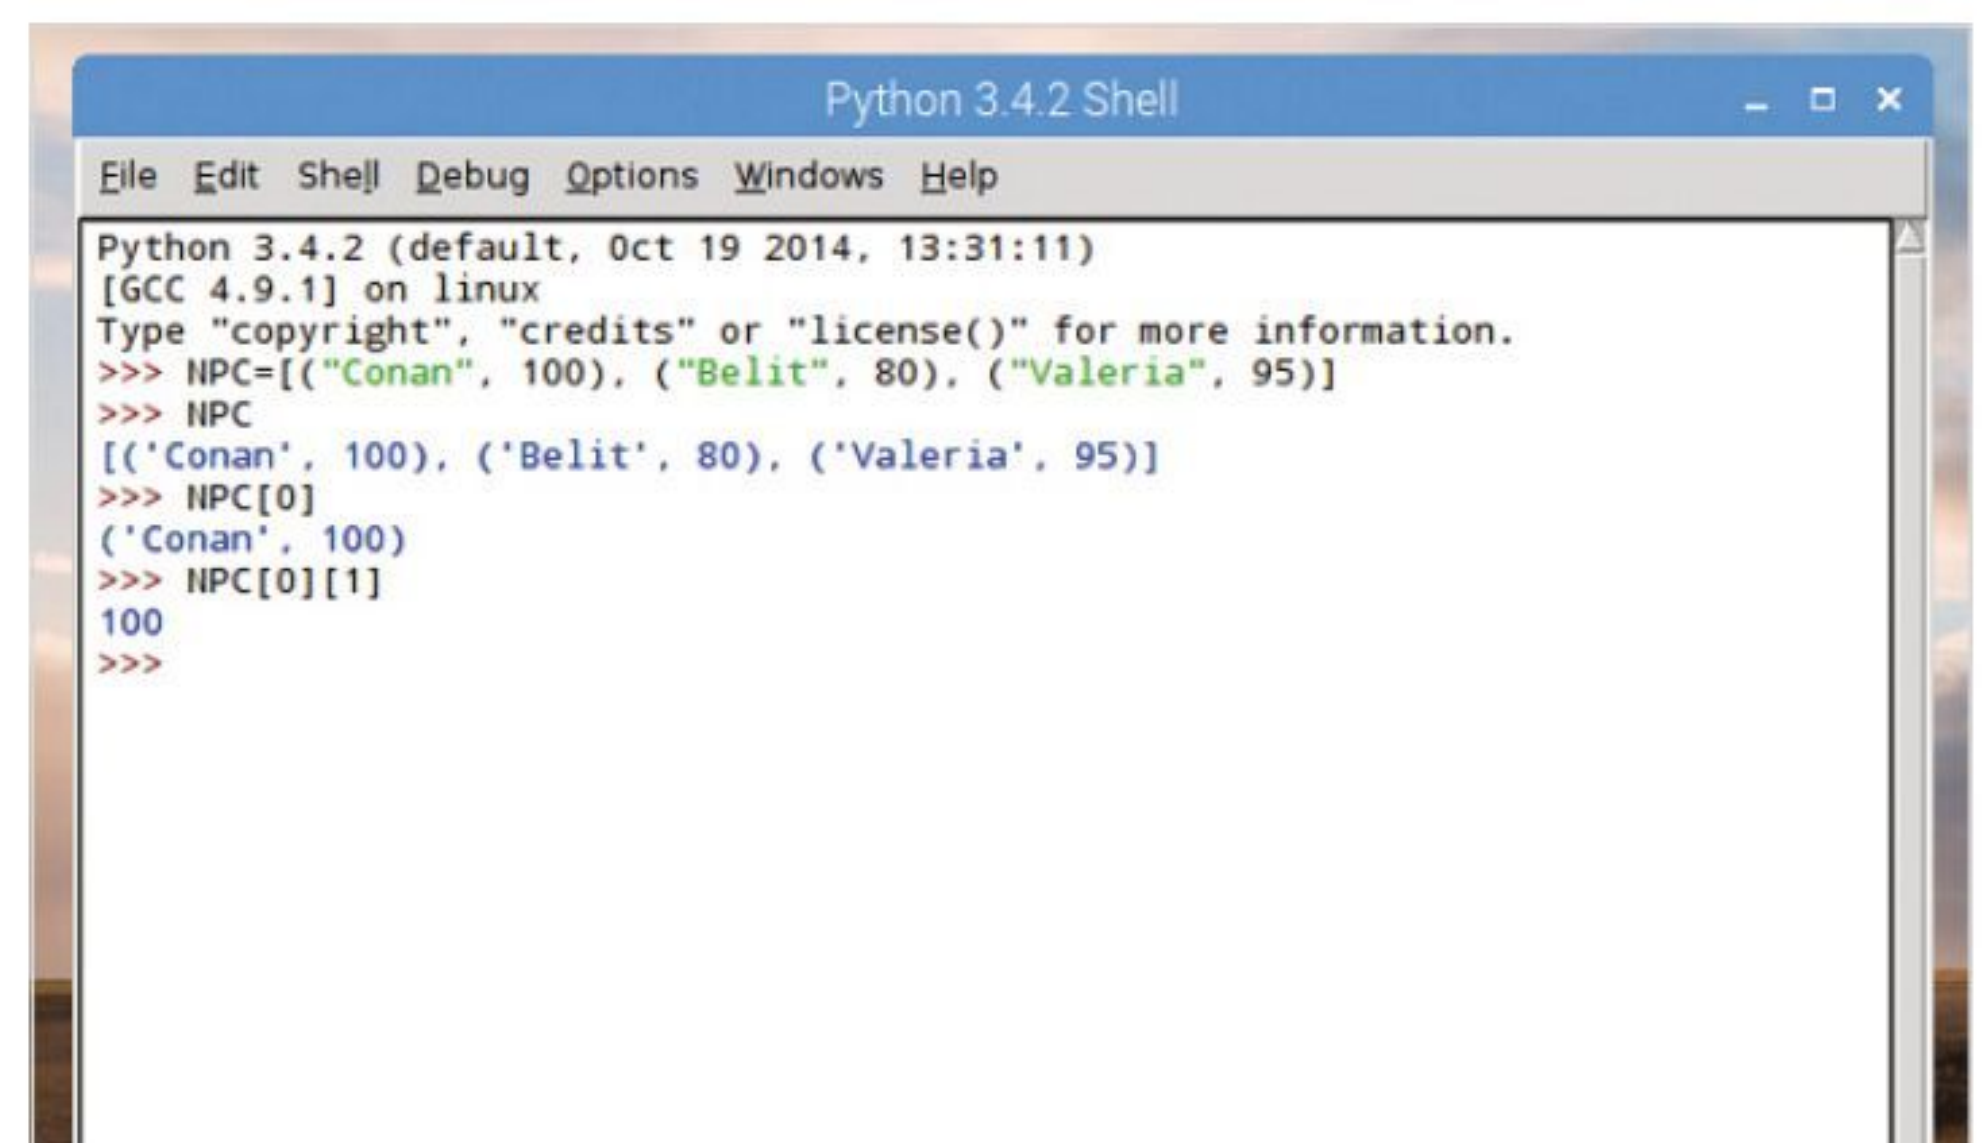 Python 3.4.2 Shell
File Edit Shell Debug Options Windows Help
Python 3.4.2 (default, Oct 19 2014, 13:31:11)
[GCC 4.9.1] on linux
Type "copyright", "credits" or "license()" for more information.
>>> NPC=[("Conan", 100), ("Belit", 80), ("Valeria", 95)]
>>> NPC
[('Conan', 100), ('Belit', 80), ('Valeria', 95)]
>>> NPC[0]
('Conan', 100)
>>> NPC[0][1]
100
>>>